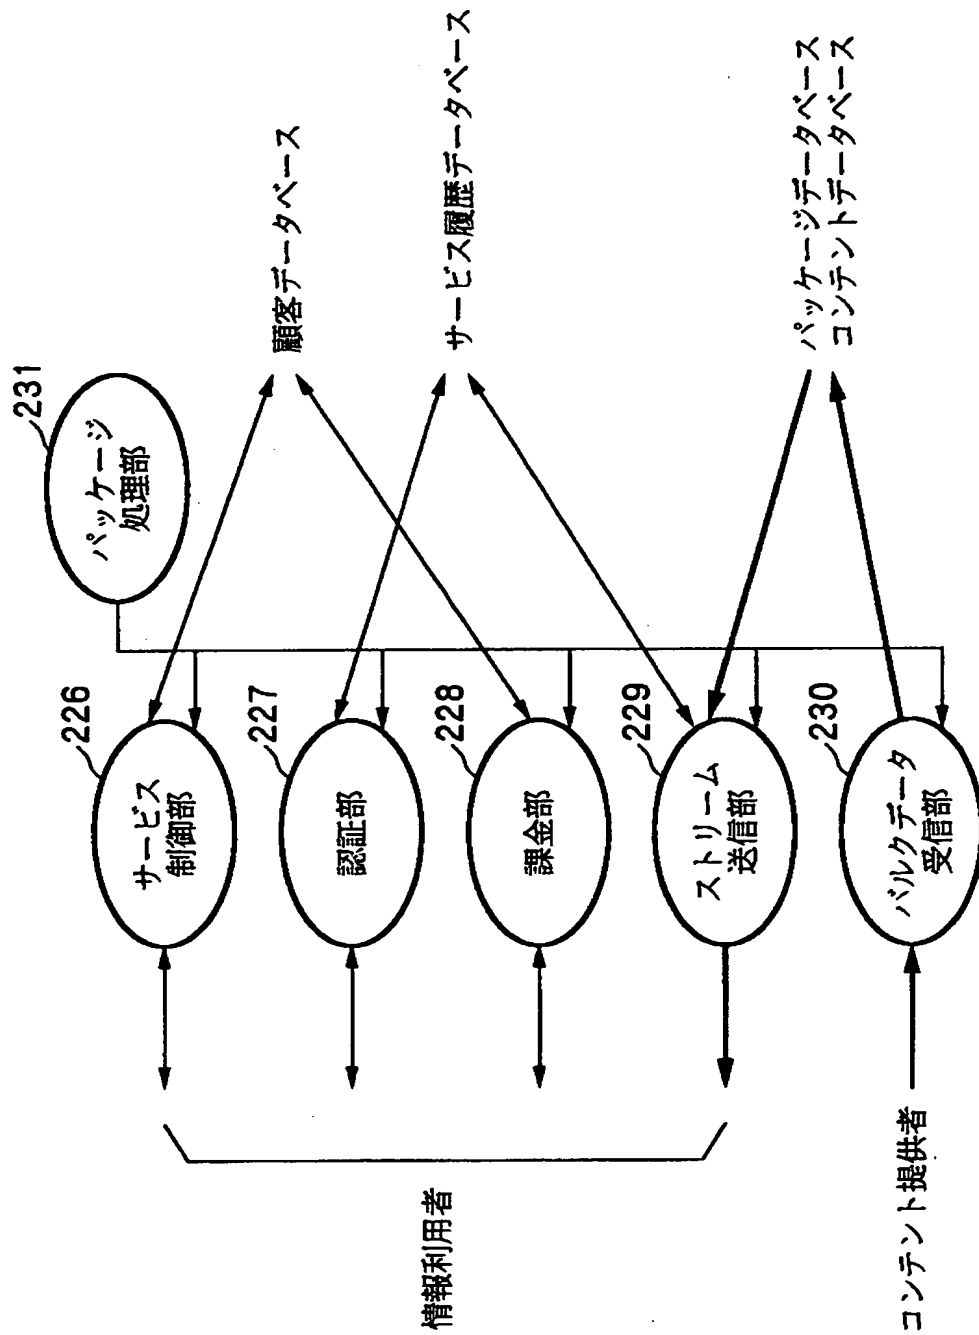 231
パッケージ
処理部
226
サービス
制御部
227
認証部
228
課金部
229
ストリーム
送信部
230
バルクデータ
受信部
顧客データベース
サービス履歴データベース
パッケージデータベース
コンテントデータベース
情報利用者
コンテント提供者